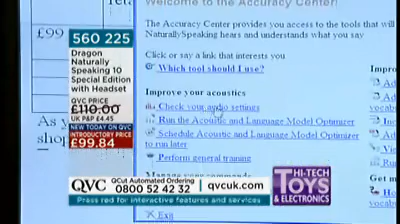 Welcome to the Accuracy Center!
The Accuracy Center provides you access to the tools that will
NaturallySpeaking hears and understands what you say
£99
Click or say a link that interests you
Which tool should I use?
Improve your acoustics
Check your audio settings
Run the Acoustic and Language Model Optimizer
Schedule Acoustic and Language Model Optimizer
to run later
Perform general training
Exit
As y
shop
560 225
Dragon
Naturally
Speaking 10
Special Edition
with Headset
QVC PRICE
£110.00
UK P&P £4.45
NEW TODAY ON QVC
INTRODUCTORY PRICE
£99.84
HI-TECH
TOYS
& ELECTRONICS
QVC
QCut Automated Ordering
0800 52 42 32
qvcuk.com
Press red for interactive features and services